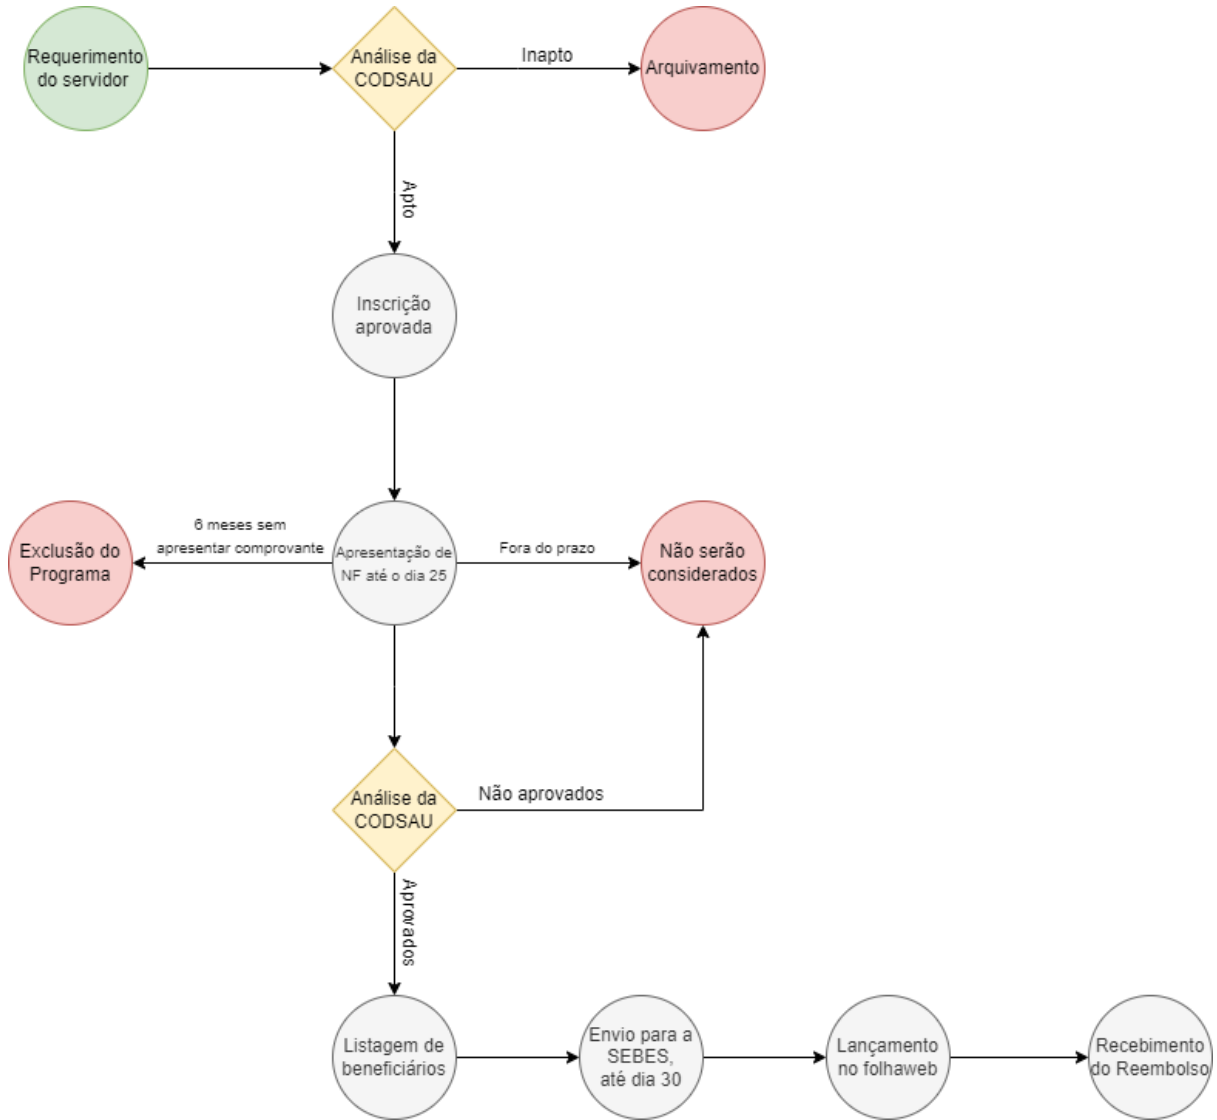 Requerimento
do servidor
Análise da
CODSAU
Inapto
Arquivamento
Apto
Inscrição
aprovada
6 meses sem
apresentar comprovante
Exclusão do
Programa
Apresentação de
NF até o dia 25
Fora do prazo
Não serão
considerados
Análise da
CODSAU
Não aprovados
Aprovados
Listagem de
beneficiários
Envio para a
SEBES,
até dia 30
Lançamento
no folhaweb
Recebimento
do Reembolso